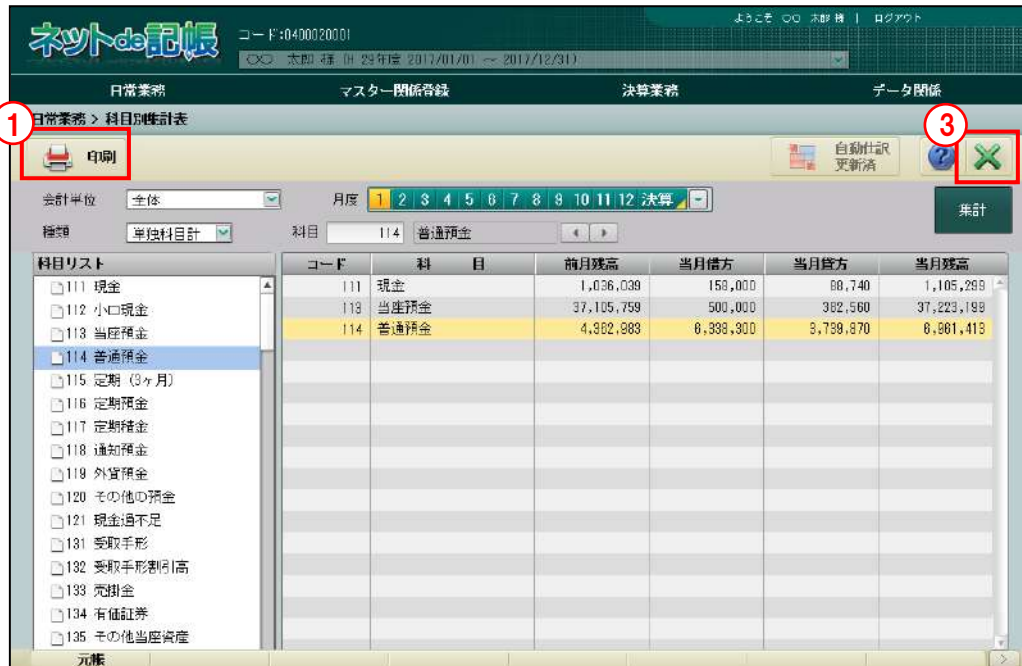 ようこそ 〇〇 太郎 様 | ログアウト
ネットde記帳 コード:0400020001
〇〇 太郎 様 (H 29年度 2017/01/01 ～ 2017/12/31)
日常業務 マスター関係登録 決算業務 データ関係
1 3
日常業務 > 科目別集計表
印刷 自動仕訳 更新済 ?
会計単位 全体 月度 1 2 3 4 5 6 7 8 9 10 11 12 決算 集計
種類 単独科目計 科目 114 普通預金
科目リスト コード 科 目 前月残高 当月借方 当月貸方 当月残高
111 現金 111 現金 1,036,039 158,000 88,740 1,105,299
112 小口現金 113 当座預金 37,105,759 500,000 382,560 37,223,199
113 当座預金 114 普通預金 4,362,983 6,338,300 3,739,870 6,961,413
114 普通預金
115 定期（3ヶ月）
116 定期預金
117 定期積金
118 通知預金
119 外貨預金
120 その他の預金
121 現金過不足
131 受取手形
132 受取手形割引高
133 売掛金
134 有価証券
135 その他当座資産
元帳